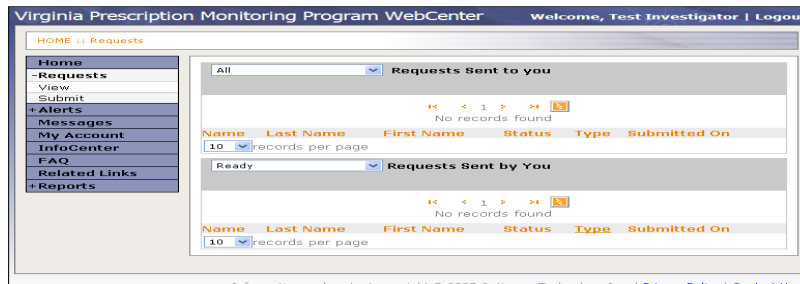 Virginia Prescription Monitoring Program WebCenter Welcome, Test Investigator | Logou
HOME :: Requests
Home
-Requests
View
Submit
+Alerts
Messages
My Account
InfoCenter
FAQ
Related Links
+Reports
All Requests Sent to you
1
No records found
Name Last Name First Name Status Type Submitted On
10 records per page
Ready Requests Sent by You
1
No records found
Name Last Name First Name Status Type Submitted On
10 records per page